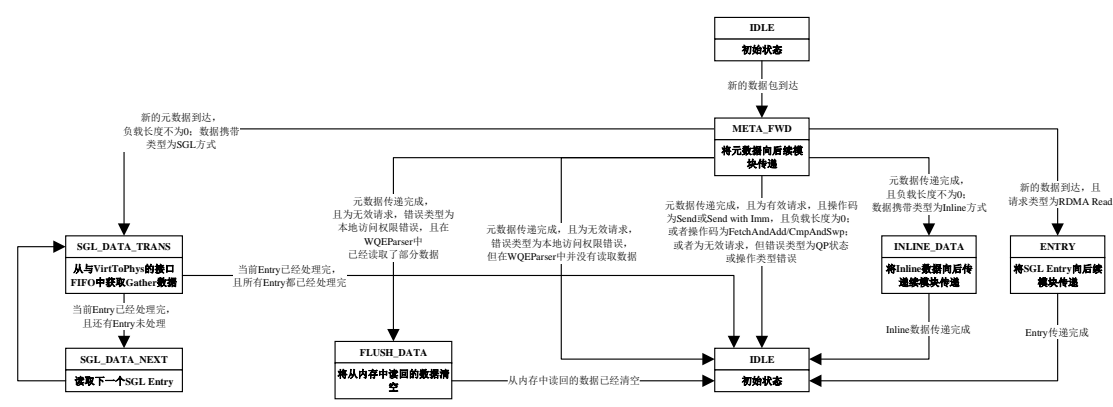 IDLE
初始状态
新的数据包到达
新的元数据到达，
负载长度不为0；数据携带
类型为SGL方式
META_FWD
将元数据向后续模
块传递
元数据传递完成，
且为无效请求，错误类型为
本地访问权限错误，且在
WQEParser中
已经读取了部分数据
元数据传递完成，且为无效请求，
错误类型为本地访问权限错误，
但在WQEParser中并没有读取数据
元数据传递完成，且为有效请求，且操作码
为Send或Send with Imm，且负载长度为0；
或者操作码为FetchAndAdd/CmpAndSwp；
或者为无效请求，但错误类型为QP状态
或操作类型错误
元数据传递完成，
且负载长度不为0；
数据携带类型为Inline方式
新的数据到达，且
请求类型为RDMA Read
SGL_DATA_TRANS
从与VirtToPhys的接口
FIFO中获取Gather数据
当前Entry已经处理完，
且所有Entry都已经处理完
INLINE_DATA
将Inline数据向后传
递续模块传递
ENTRY
将SGL Entry向后续
模块传递
当前Entry已经处理完，
且还有Entry未处理
Inline数据传递完成
Entry传递完成
SGL_DATA_NEXT
读取下一个SGL Entry
FLUSH_DATA
将从内存中读回的数据清
空
从内存中读回的数据已经清空
IDLE
初始状态